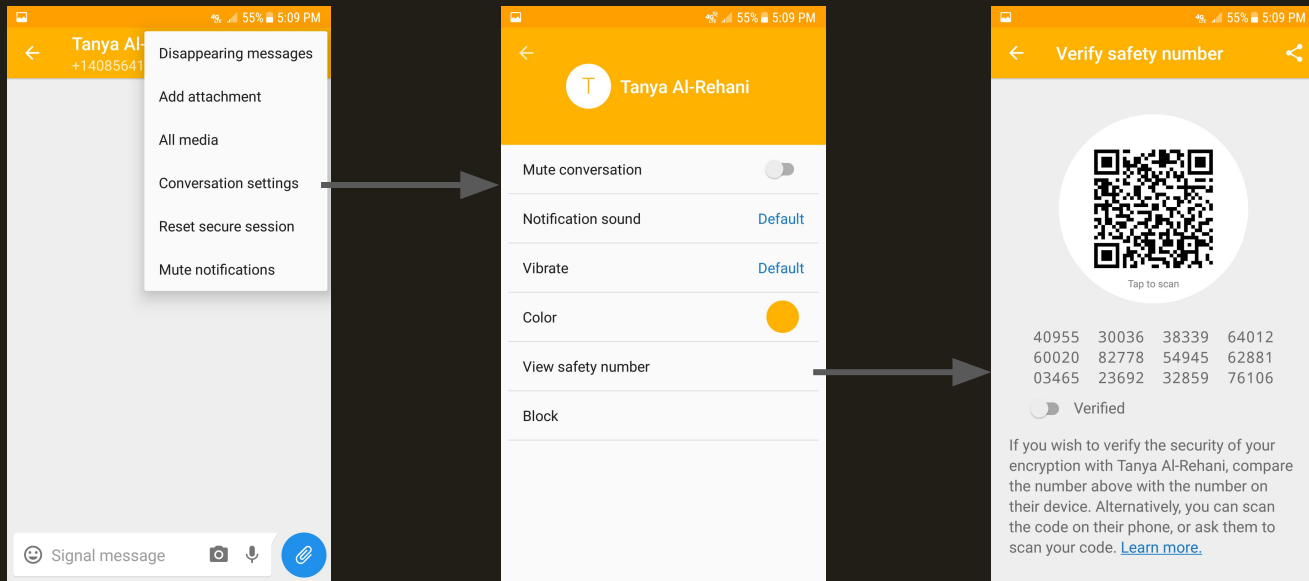 55% 5:09 PM
Tanya Al-
+14085641
Disappearing messages
Add attachment
All media
Conversation settings
Reset secure session
Mute notifications
Signal message
55% 5:09 PM
T Tanya Al-Rehani
Mute conversation
Notification sound Default
Vibrate Default
Color
View safety number
Block
55% 5:09 PM
Verify safety number
Tap to scan
40955 30036 38339 64012
60020 82778 54945 62881
03465 23692 32859 76106
Verified
If you wish to verify the security of your
encryption with Tanya Al-Rehani, compare
the number above with the number on
their device. Alternatively, you can scan
the code on their phone, or ask them to
scan your code. Learn more.